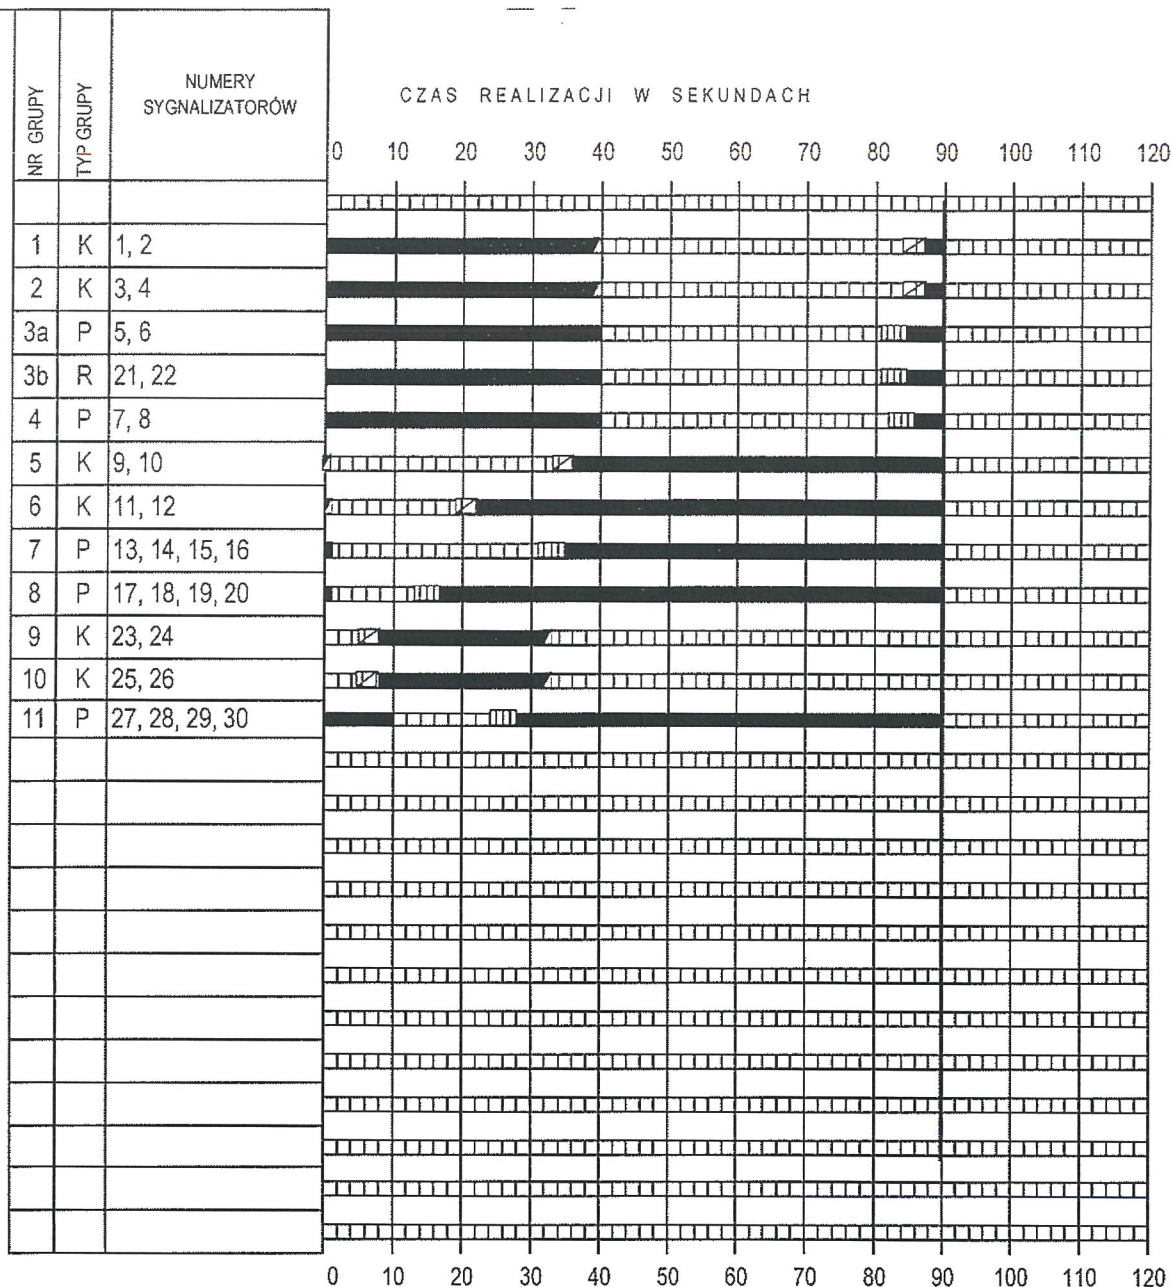 NR GRUPY
TYP GRUPY
NUMERY
SYGNALIZATORÓW
CZAS REALIZACJI W SEKUNDACH
0 10 20 30 40 50 60 70 80 90 100 110 120
1 K 1, 2
2 K 3, 4
3a P 5, 6
3b R 21, 22
4 P 7, 8
5 K 9, 10
6 K 11, 12
7 P 13, 14, 15, 16
8 P 17, 18, 19, 20
9 K 23, 24
10 K 25, 26
11 P 27, 28, 29, 30
0 10 20 30 40 50 60 70 80 90 100 110 120